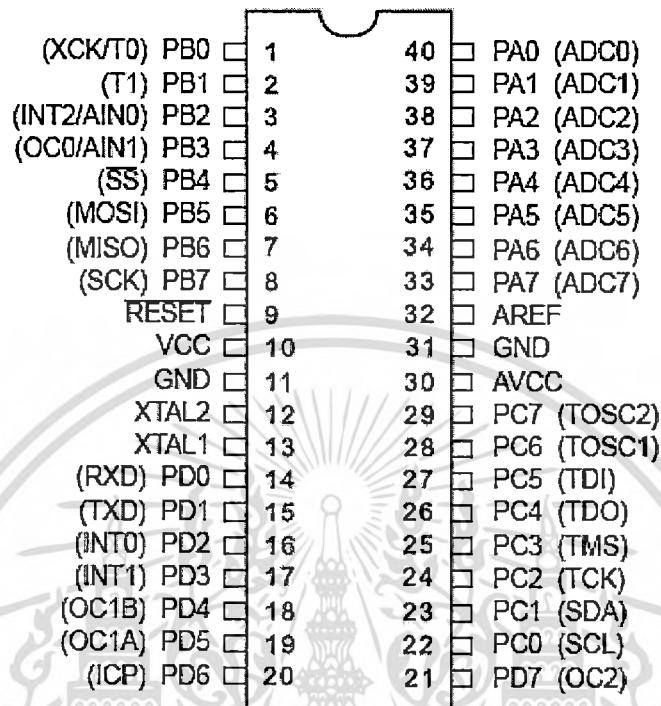 (XCK/T0) PB0 1 40 PA0 (ADC0)
(T1) PB1 2 39 PA1 (ADC1)
(INT2/AIN0) PB2 3 38 PA2 (ADC2)
(OC0/AIN1) PB3 4 37 PA3 (ADC3)
(SS) PB4 5 36 PA4 (ADC4)
(MOSI) PB5 6 35 PA5 (ADC5)
(MISO) PB6 7 34 PA6 (ADC6)
(SCK) PB7 8 33 PA7 (ADC7)
RESET 9 32 AREF
VCC 10 31 GND
GND 11 30 AVCC
XTAL2 12 29 PC7 (TOSC2)
XTAL1 13 28 PC6 (TOSC1)
(RXD) PD0 14 27 PC5 (TDI)
(TXD) PD1 15 26 PC4 (TDO)
(INT0) PD2 16 25 PC3 (TMS)
(INT1) PD3 17 24 PC2 (TCK)
(OC1B) PD4 18 23 PC1 (SDA)
(OC1A) PD5 19 22 PC0 (SCL)
(ICP) PD6 20 21 PD7 (OC2)